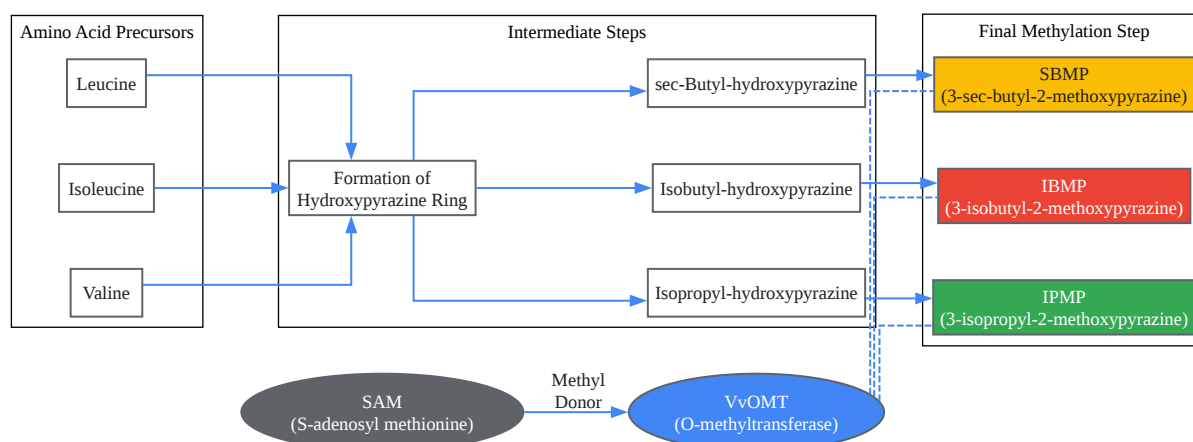 Amino Acid Precursors
Intermediate Steps
Final Methylation Step
Leucine
sec-Butyl-hydroxypyrazine
SBMP
(3-sec-butyl-2-methoxypyrazine)
Isoleucine
Formation of
Hydroxypyrazine Ring
Isobutyl-hydroxypyrazine
IBMP
(3-isobutyl-2-methoxypyrazine)
Valine
Isopropyl-hydroxypyrazine
IPMP
(3-isopropyl-2-methoxypyrazine)
SAM
(S-adenosyl methionine)
Methyl
Donor
VvOMT
(O-methyltransferase)